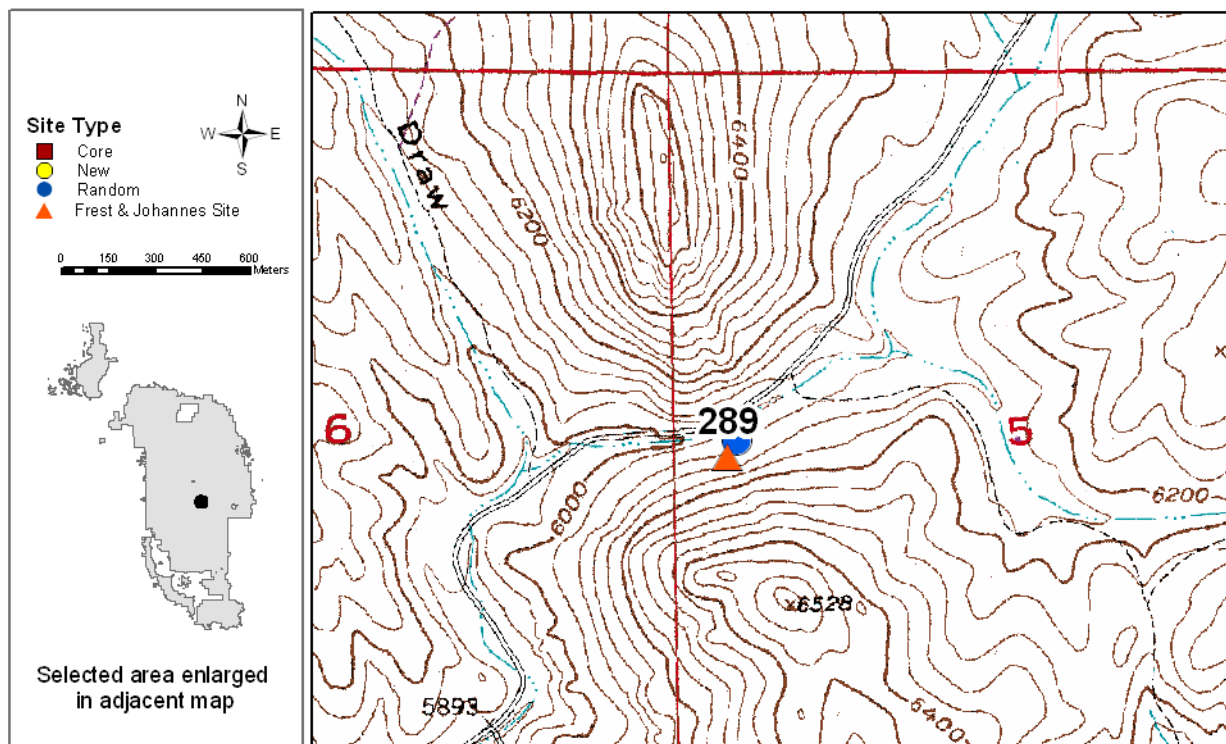 N
W E
S
Site Type
Core
New
Random
Frest & Johannes Site
0 150 300 450 600
Meters
Selected area enlarged
in adjacent map
Draw
6200
6400
289
6
5
6000
6200
x6528
5893
6400
x